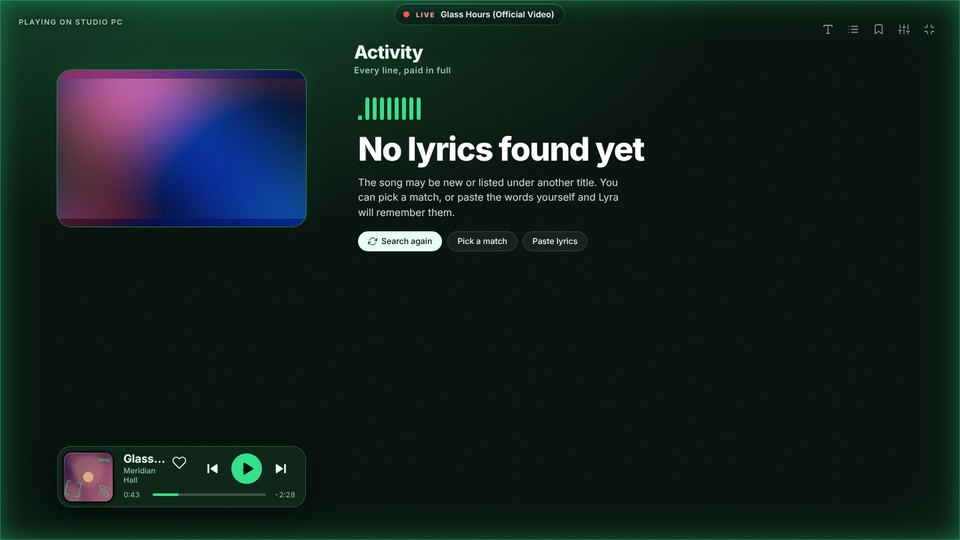 PLAYING ON STUDIO PC
LIVE Glass Hours (Official Video)
Activity
Every line, paid in full
No lyrics found yet
The song may be new or listed under another title. You
can pick a match, or paste the words yourself and Lyra
will remember them.
Search again
Pick a match
Paste lyrics
Glass...
Meridian
Hall
0:43
-2:28